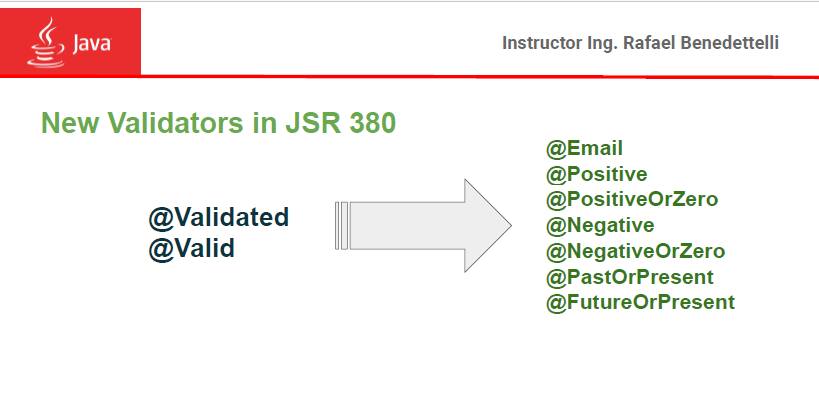 Java
Instructor Ing. Rafael Benedettelli
New Validators in JSR 380
@Validated
@Valid
@Email
@Positive
@PositiveOrZero
@Negative
@NegativeOrZero
@PastOrPresent
@FutureOrPresent